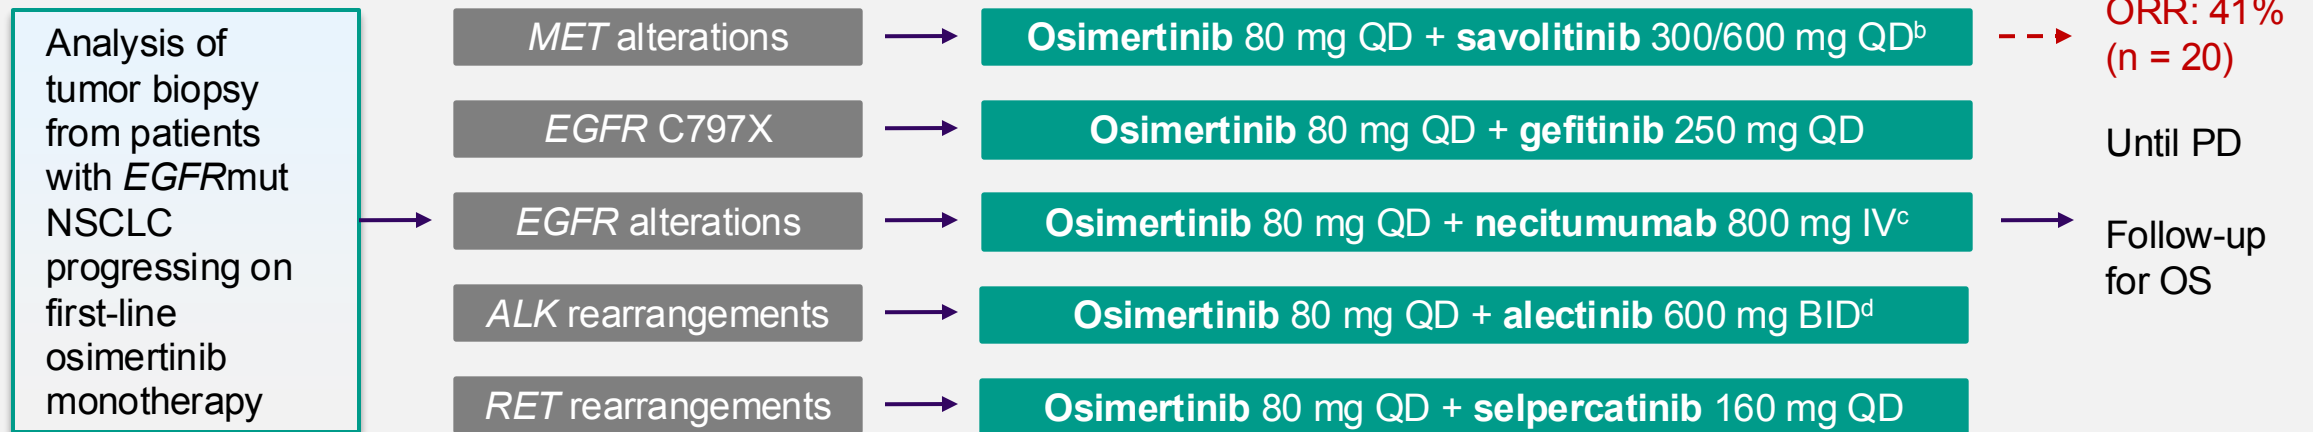 Analysis of
tumor biopsy
from patients
with EGFRmut
NSCLC
progressing on
first-line
osimertinib
monotherapy
MET alterations
Osimertinib 80 mg QD + savolitinib 300/600 mg QDᵇ
ORR: 41%
(n = 20)
EGFR C797X
Osimertinib 80 mg QD + gefitinib 250 mg QD
EGFR alterations
Osimertinib 80 mg QD + necitumumab 800 mg IVᶜ
ALK rearrangements
Osimertinib 80 mg QD + alectinib 600 mg BIDᵈ
RET rearrangements
Osimertinib 80 mg QD + selpercatinib 160 mg QD
Until PD
Follow-up
for OS